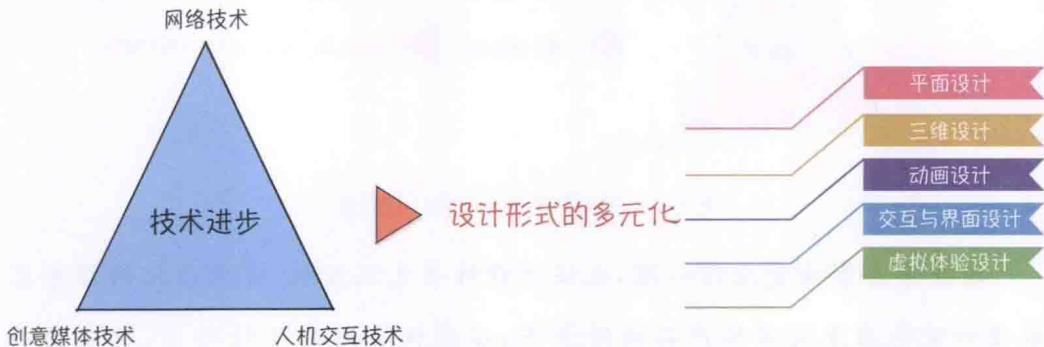 网络技术
技术进步
创意媒体技术
人机交互技术
设计形式的多元化
平面设计
三维设计
动画设计
交互与界面设计
虚拟体验设计